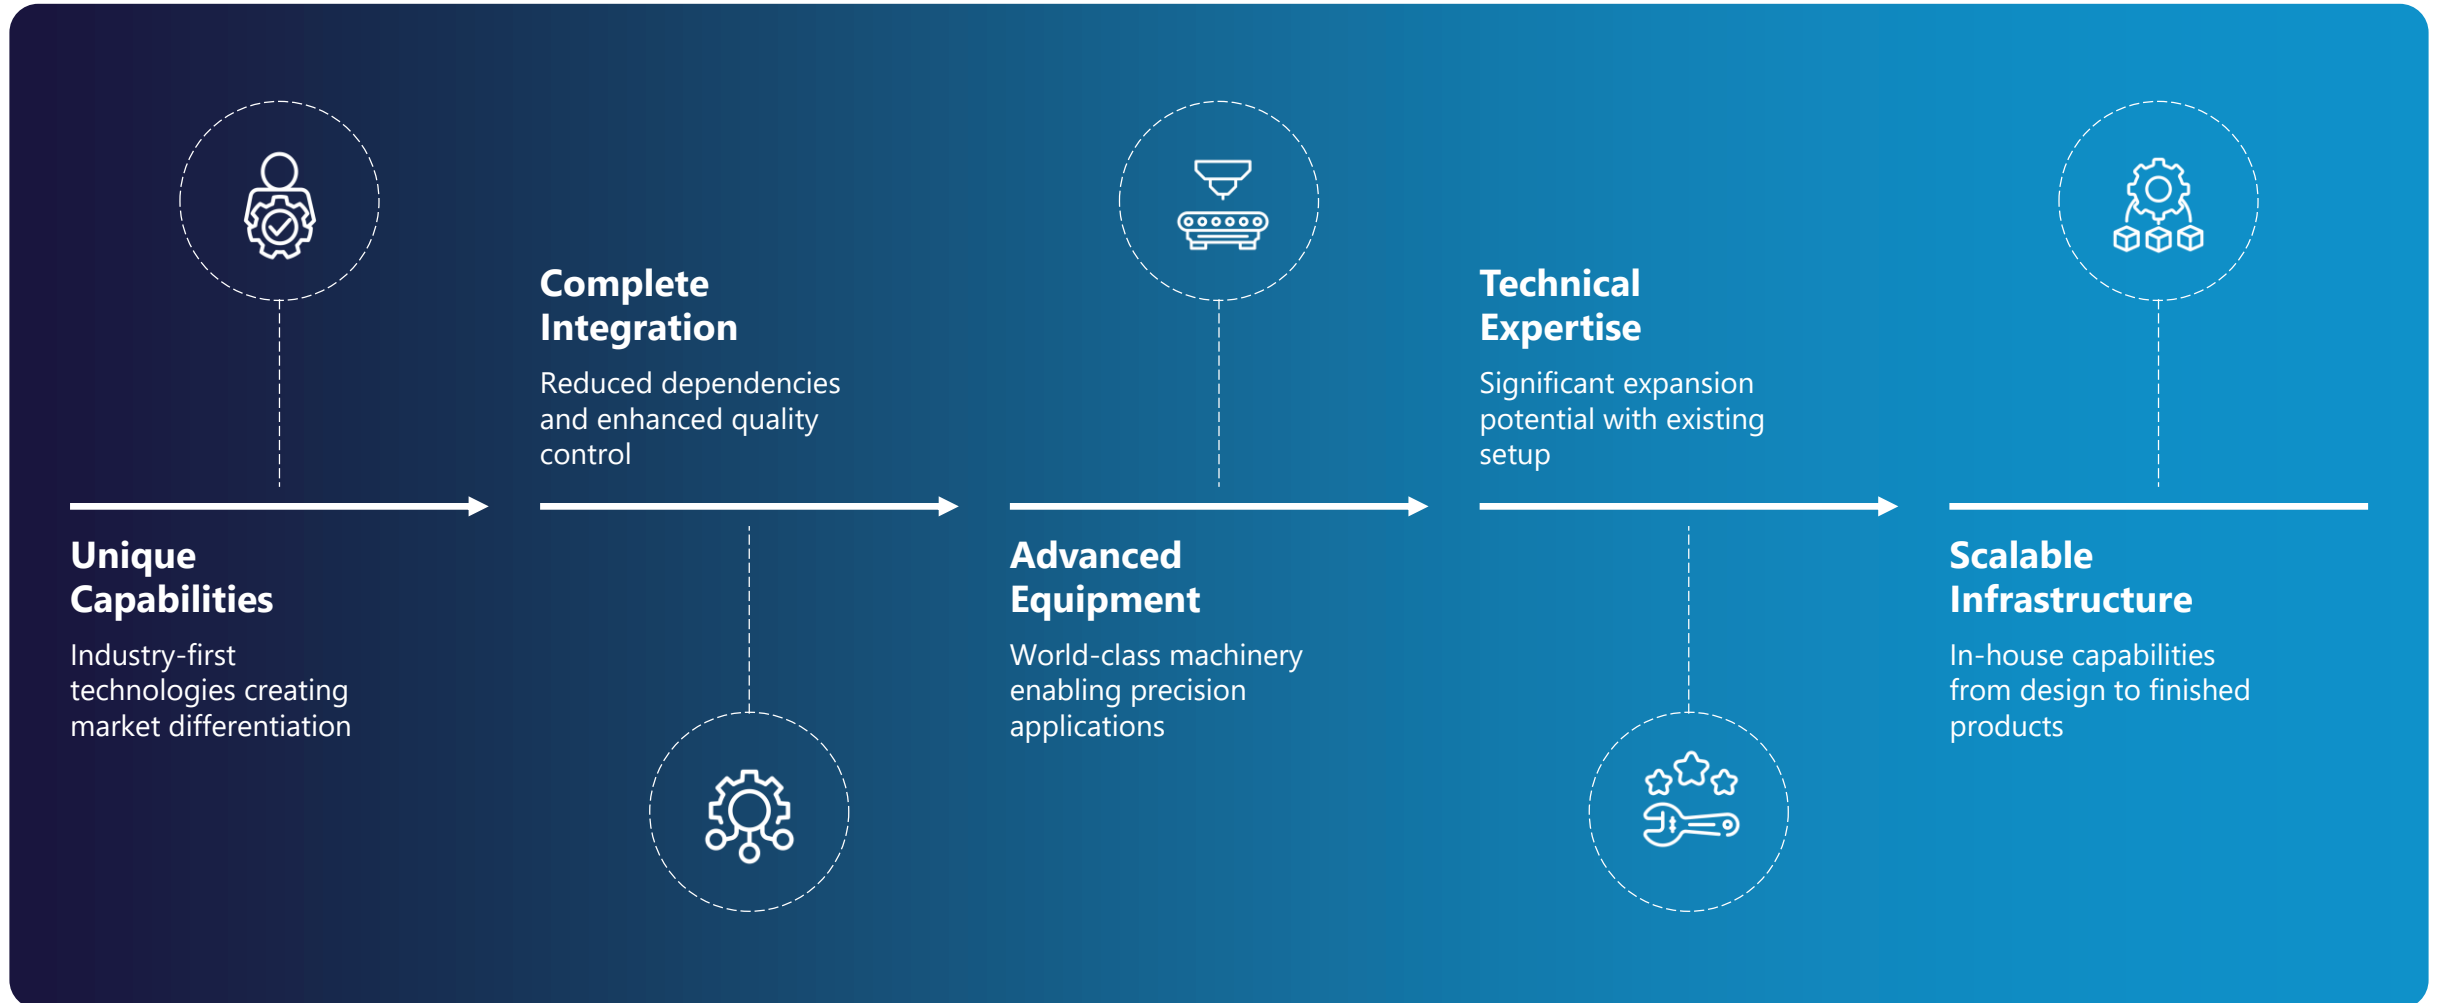 Unique
Capabilities
Industry-first
technologies creating
market differentiation
Complete
Integration
Reduced dependencies
and enhanced quality
control
Advanced
Equipment
World-class machinery
enabling precision
applications
Technical
Expertise
Significant expansion
potential with existing
setup
Scalable
Infrastructure
In-house capabilities
from design to finished
products